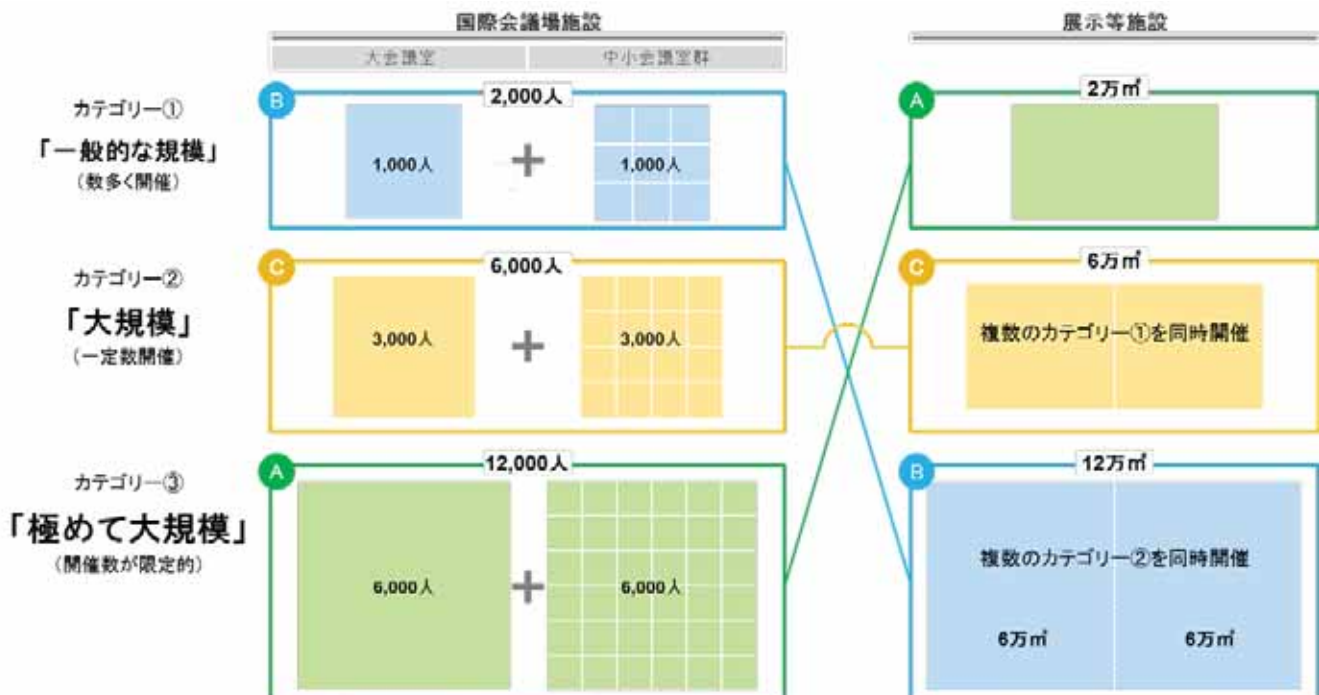 国際会議場施設
展示等施設
大会議室
中小会議室群
カテゴリー①
「一般的な規模」
（数多く開催）
B
2,000人
1,000人
+
1,000人
A
2万㎡
カテゴリー②
「大規模」
（一定数開催）
C
6,000人
3,000人
+
3,000人
C
6万㎡
複数のカテゴリー①を同時開催
カテゴリー③
「極めて大規模」
（開催数が限定的）
A
12,000人
6,000人
+
6,000人
B
12万㎡
複数のカテゴリー②を同時開催
6万㎡
6万㎡